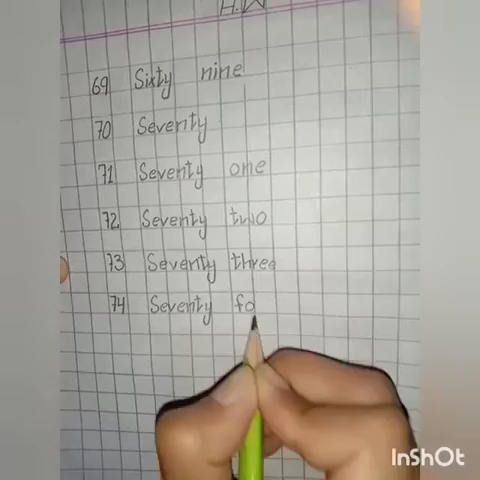 H.W
69 Sixty nine
70 Seventy
71 Seventy one
72 Seventy two
73 Seventy three
74 Seventy fo
InShOt